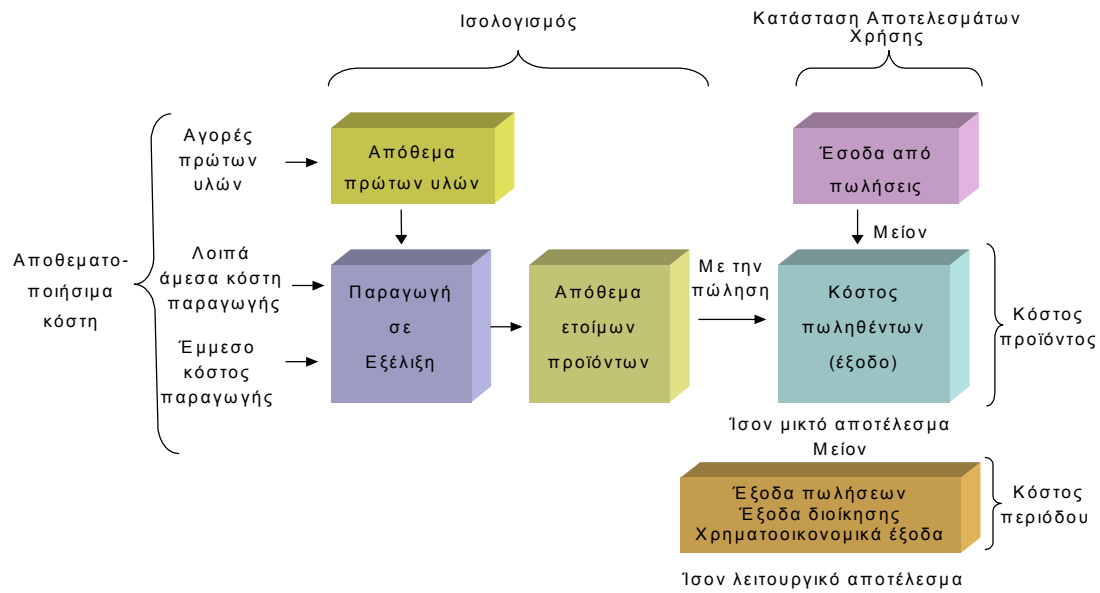 Ισολογισμός
Κατάσταση Αποτελεσμάτων
Χρήσης
Αποθεματο-
ποιήσιμα
κόστη
Αγορές
πρώτων
υλών
Απόθεμα
πρώτων υλών
Έσοδα από
πωλήσεις
Μείον
Λοιπά
άμεσα κόστη
παραγωγής
Έμμεσο
κόστος
παραγωγής
Παραγωγή
σε
Εξέλιξη
Απόθεμα
ετοίμων
προϊόντων
Με την
πώληση
Κόστος
πωληθέντων
(έξοδο)
Κόστος
προϊόντος
Ίσον μικτό αποτέλεσμα
Μείον
Έξοδα πωλήσεων
Έξοδα διοίκησης
Χρηματοοικονομικά έξοδα
Κόστος
περιόδου
Ίσον λειτουργικό αποτέλεσμα